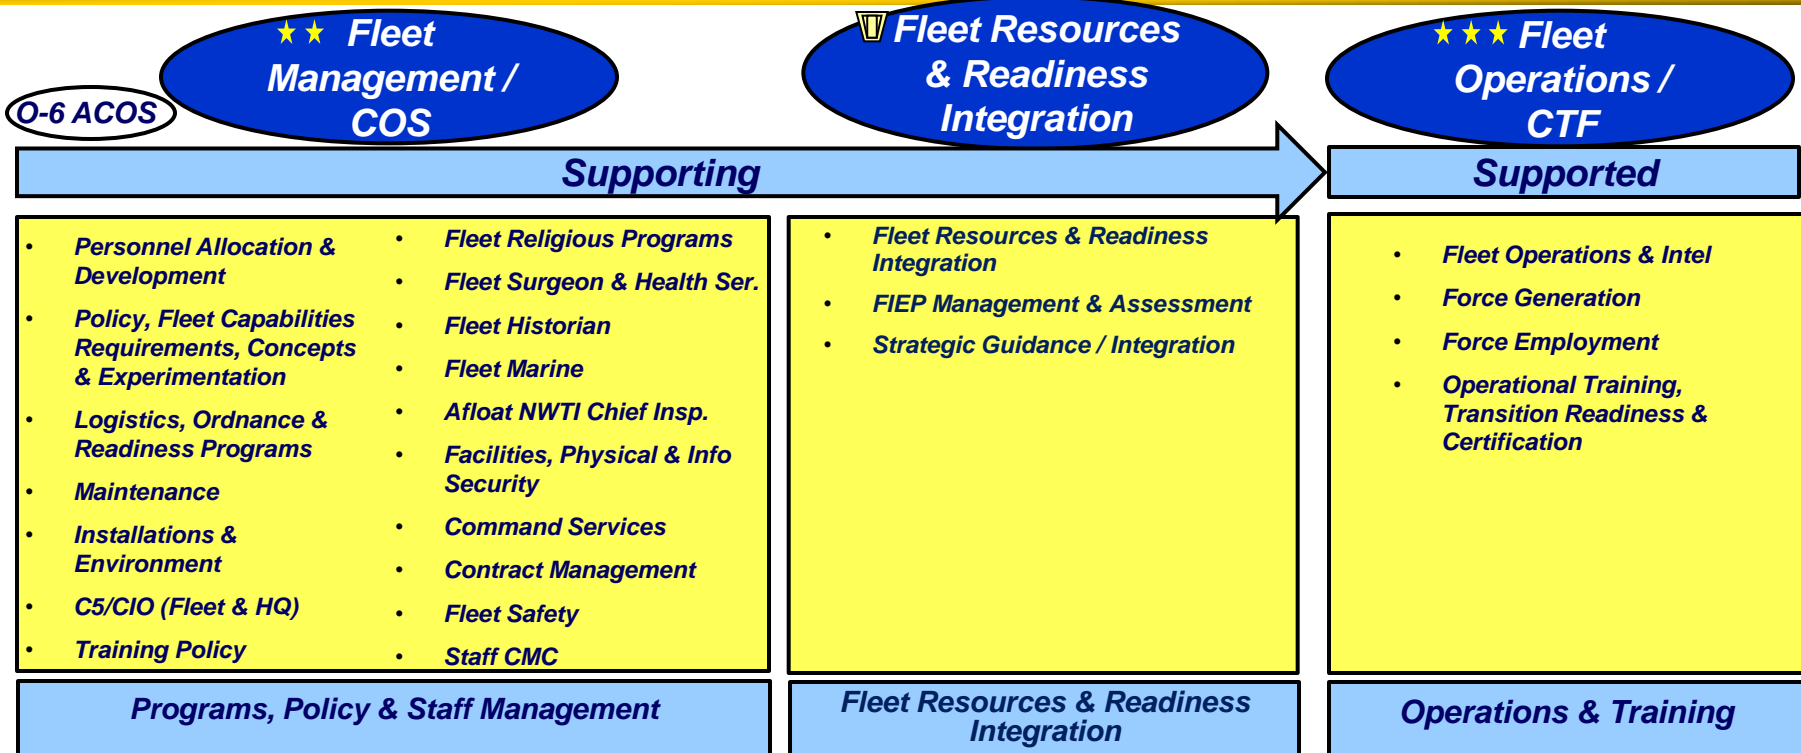 Fleet
Management /
COS
Fleet Resources
& Readiness
Integration
Fleet
Operations /
CTF
O-6 ACOS
Supporting
Supported
• Personnel Allocation &
Development
• Policy, Fleet Capabilities
Requirements, Concepts
& Experimentation
• Logistics, Ordnance &
Readiness Programs
• Maintenance
• Installations &
Environment
• C5/CIO (Fleet & HQ)
• Training Policy
• Fleet Religious Programs
• Fleet Surgeon & Health Ser.
• Fleet Historian
• Fleet Marine
• Afloat NWTI Chief Insp.
• Facilities, Physical & Info
Security
• Command Services
• Contract Management
• Fleet Safety
• Staff CMC
• Fleet Resources & Readiness
Integration
• FIEP Management & Assessment
• Strategic Guidance / Integration
• Fleet Operations & Intel
• Force Generation
• Force Employment
• Operational Training,
Transition Readiness &
Certification
Programs, Policy & Staff Management
Fleet Resources & Readiness
Integration
Operations & Training